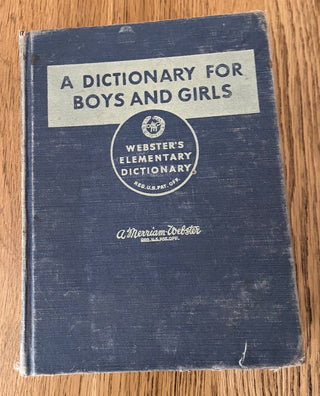 A DICTIONARY FOR
BOYS AND GIRLS
WEBSTER'S
ELEMENTARY
DICTIONARY
REG. U.S. PAT. OFF.
A Merriam-Webster
REG. U.S. PAT. OFF.